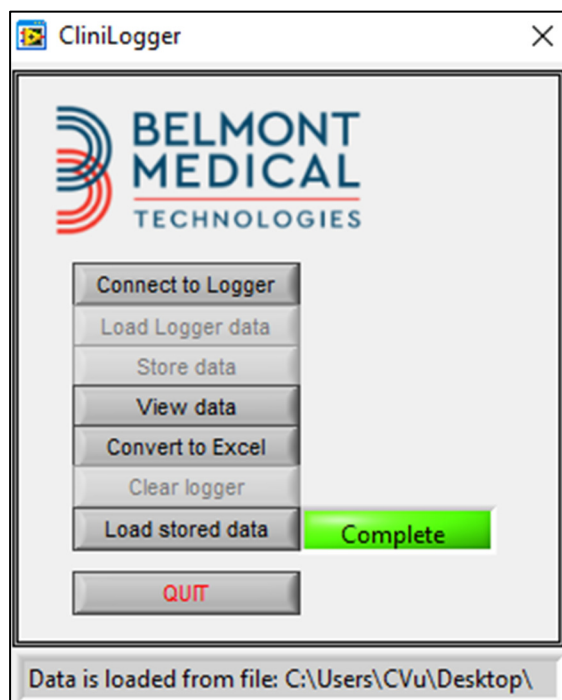 CliniLogger
BELMONT
MEDICAL
TECHNOLOGIES
Connect to Logger
Load Logger data
Store data
View data
Convert to Excel
Clear logger
Load stored data
Complete
QUIT
Data is loaded from file: C:\Users\CVu\Desktop\